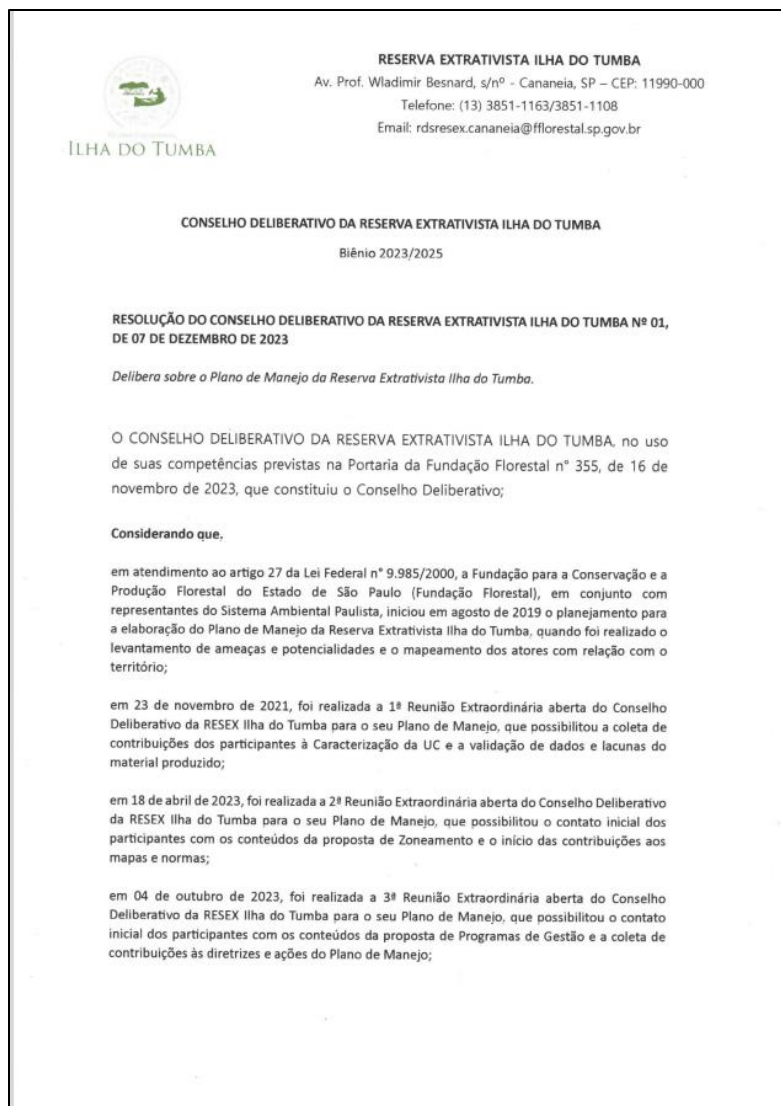 RESERVA EXTRATIVISTA ILHA DO TUMBA
Av. Prof. Wladimir Besnard, s/nº - Cananeia, SP – CEP: 11990-000
Telefone: (13) 3851-1163/3851-1108
Email: rdsresex.cananeia@fflorestal.sp.gov.br
ILHA DO TUMBA
CONSELHO DELIBERATIVO DA RESERVA EXTRATIVISTA ILHA DO TUMBA
Biênio 2023/2025
RESOLUÇÃO DO CONSELHO DELIBERATIVO DA RESERVA EXTRATIVISTA ILHA DO TUMBA Nº 01,
DE 07 DE DEZEMBRO DE 2023
Delibera sobre o Plano de Manejo da Reserva Extrativista Ilha do Tumba.
O CONSELHO DELIBERATIVO DA RESERVA EXTRATIVISTA ILHA DO TUMBA, no uso
de suas competências previstas na Portaria da Fundação Florestal n° 355, de 16 de
novembro de 2023, que constituiu o Conselho Deliberativo;
Considerando que,
em atendimento ao artigo 27 da Lei Federal n° 9.985/2000, a Fundação para a Conservação e a
Produção Florestal do Estado de São Paulo (Fundação Florestal), em conjunto com
representantes do Sistema Ambiental Paulista, iniciou em agosto de 2019 o planejamento para
a elaboração do Plano de Manejo da Reserva Extrativista Ilha do Tumba, quando foi realizado o
levantamento de ameaças e potencialidades e o mapeamento dos atores com relação com o
território;
em 23 de novembro de 2021, foi realizada a 1ª Reunião Extraordinária aberta do Conselho
Deliberativo da RESEX Ilha do Tumba para o seu Plano de Manejo, que possibilitou a coleta de
contribuições dos participantes à Caracterização da UC e a validação de dados e lacunas do
material produzido;
em 18 de abril de 2023, foi realizada a 2ª Reunião Extraordinária aberta do Conselho Deliberativo
da RESEX Ilha do Tumba para o seu Plano de Manejo, que possibilitou o contato inicial dos
participantes com os conteúdos da proposta de Zoneamento e o início das contribuições aos
mapas e normas;
em 04 de outubro de 2023, foi realizada a 3ª Reunião Extraordinária aberta do Conselho
Deliberativo da RESEX Ilha do Tumba para o seu Plano de Manejo, que possibilitou o contato
inicial dos participantes com os conteúdos da proposta de Programas de Gestão e a coleta de
contribuições às diretrizes e ações do Plano de Manejo;